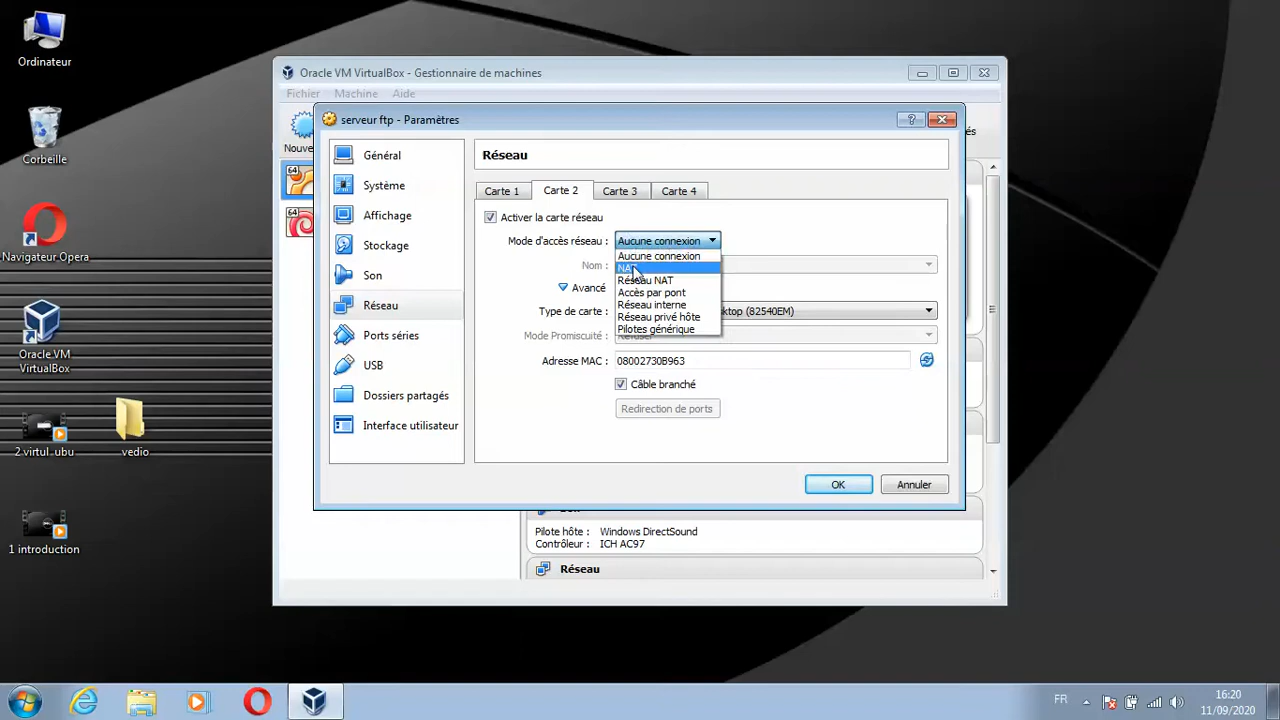 Ordinateur
Corbeille
Navigateur Opera
Oracle VM
VirtualBox
2.virtul_ubu
vedio
1 introduction
Oracle VM VirtualBox - Gestionnaire de machines
Fichier Machine Aide
Nouve
és
64
64
serveur ftp - Paramètres
Général
Système
Affichage
Stockage
Son
Réseau
Ports séries
USB
Dossiers partagés
Interface utilisateur
Réseau
Carte 1 Carte 2 Carte 3 Carte 4
Activer la carte réseau
Mode d'accès réseau : Aucune connexion
Aucune connexion
NAT
Réseau NAT
Accès par pont
Réseau interne
Réseau privé hôte
Pilotes générique
Nom :
Avancé
Type de carte : ktop (82540EM)
Mode Promiscuité :
Adresse MAC : 08002730B963
Câble branché
Redirection de ports
OK Annuler
Pilote hôte : Windows DirectSound
Contrôleur : ICH AC97
Réseau
FR
16:20
11/09/2020